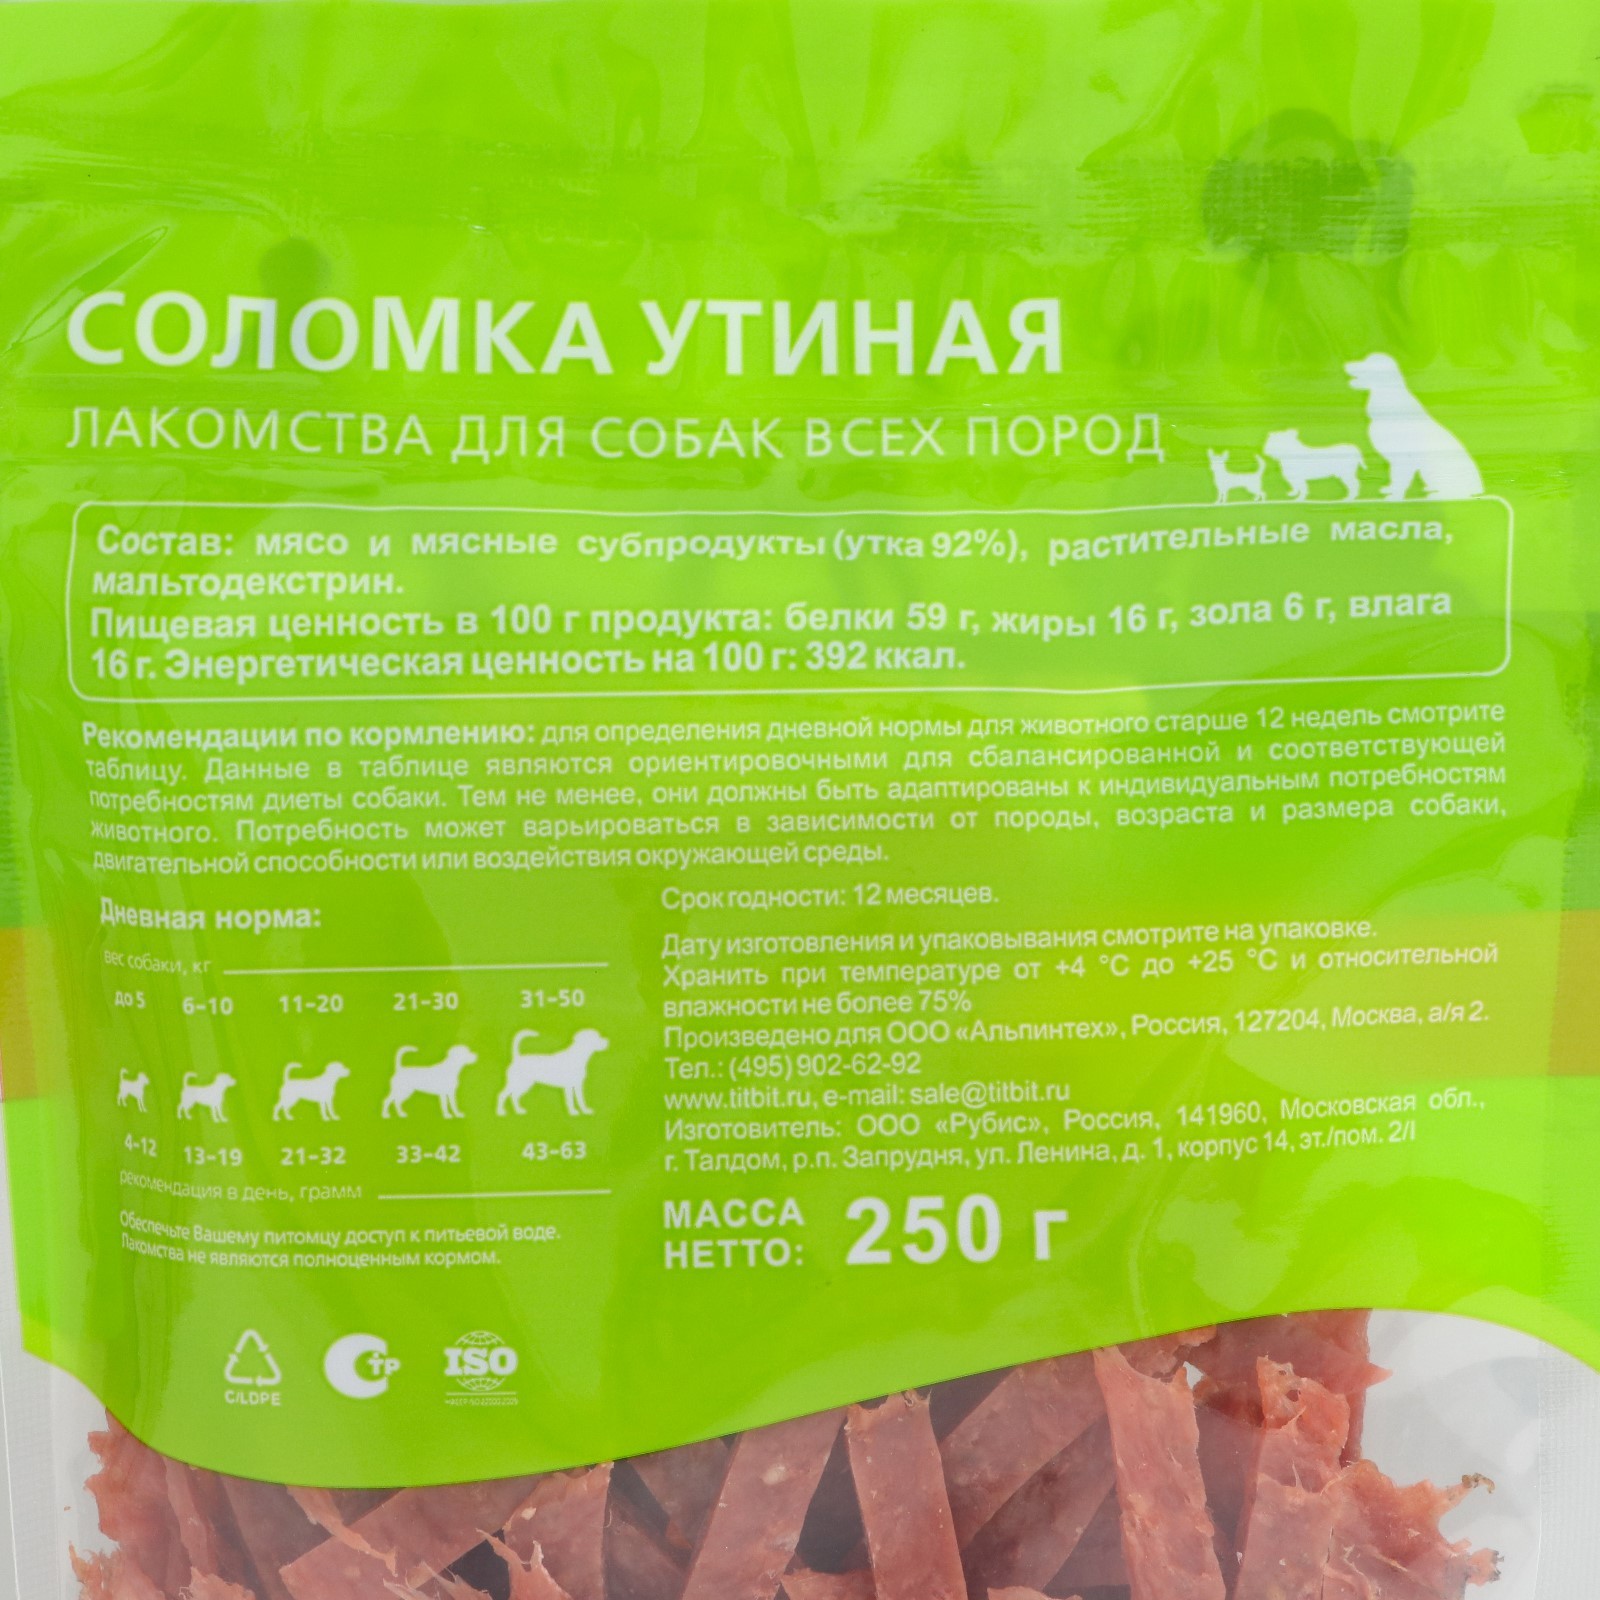 СОЛОМКА УТИНАЯ
ЛАКОМСТВА ДЛЯ СОБАК ВСЕХ ПОРОД
Состав: мясо и мясные субпродукты (утка 92%), растительные масла,
мальтодекстрин.
Пищевая ценность в 100 г продукта: белки 59 г, жиры 16 г, зола 6 г, влага
16 г. Энергетическая ценность на 100 г: 392 ккал.
Рекомендации по кормлению: для определения дневной нормы для животного старше 12 недель смотрите
таблицу. Данные в таблице являются ориентировочными для сбалансированной и соответствующей
потребностям диеты собаки. Тем не менее, они должны быть адаптированы к индивидуальным потребностям
животного. Потребность может варьироваться в зависимости от породы, возраста и размера собаки,
двигательной способности или воздействия окружающей среды.
Дневная норма:
вес собаки, кг
до 5 6-10 11-20 21-30 31-50
4-12 13-19 21-32 33-42 43-63
рекомендация в день, грамм
Обеспечьте Вашему питомцу доступ к питьевой воде.
Лакомства не являются полноценным кормом.
Срок годности: 12 месяцев.
Дату изготовления и упаковывания смотрите на упаковке.
Хранить при температуре от +4 °С до +25 °С и относительной
влажности не более 75%
Произведено для ООО «Альпинтех», Россия, 127204, Москва, а/я 2.
Тел.: (495) 902-62-92
www.titbit.ru, e-mail: sale@titbit.ru
Изготовитель: ООО «Рубис», Россия, 141960, Московская обл.,
г. Талдом, р.п. Запрудня, ул. Ленина, д. 1, корпус 14, эт./пом. 2/I
МАССА
НЕТТО: 250 г
C/LDPE
СТР
ISO